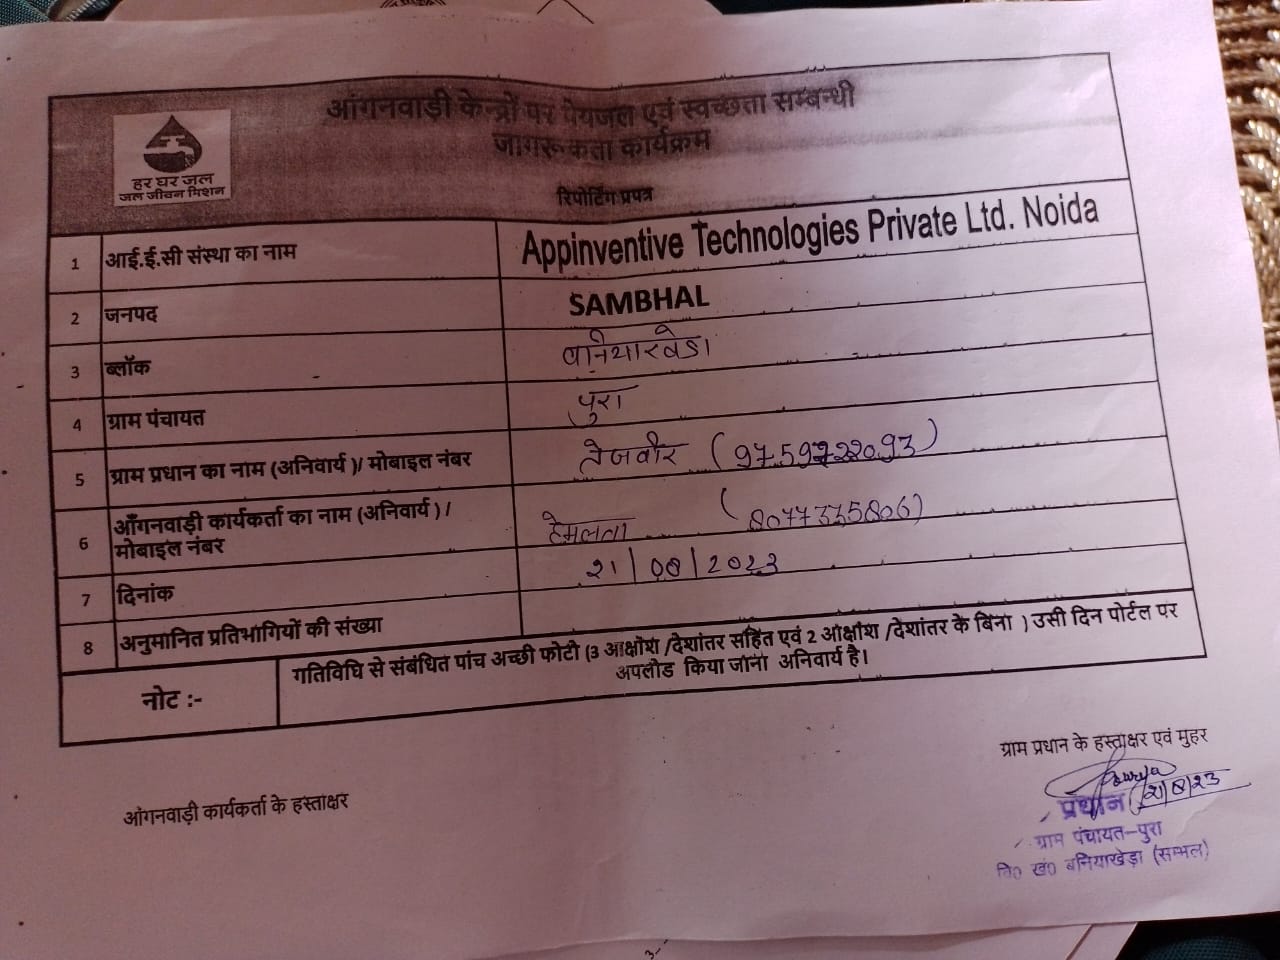 आंगनवाड़ी केन्द्रों पर पेयजल एवं स्वच्छता सम्बन्धी
जागरूकता कार्यक्रम
हर घर जल
जल जीवन मिशन
रिपोर्टिंग प्रपत्र
1 आई.ई.सी संस्था का नाम Appinventive Technologies Private Ltd. Noida
2 जनपद SAMBHAL
3 ब्लॉक बनियाखेडा
4 ग्राम पंचायत पुरा
5 ग्राम प्रधान का नाम (अनिवार्य )/ मोबाइल नंबर तेजवीर
6 आँगनवाड़ी कार्यकर्ता का नाम (अनिवार्य ) / हेमलता (8077335806)
मोबाइल नंबर
7 दिनांक 21/08/2023
8 अनुमानित प्रतिभागियों की संख्या
नोट :- गतिविधि से संबंधित पांच अच्छी फोटो (3 आक्षांश /देशांतर सहित एवं 2 आक्षांश /देशांतर के बिना ) उसी दिन पोर्टल पर
अपलोड किया जाना अनिवार्य है।
ग्राम प्रधान के हस्ताक्षर एवं मुहर
21/8/23
प्रधान
आंगनवाड़ी कार्यकर्ता के हस्ताक्षर
ग्राम पंचायत-पुरा
वि० खं० बनियाखेड़ा (सम्भल)